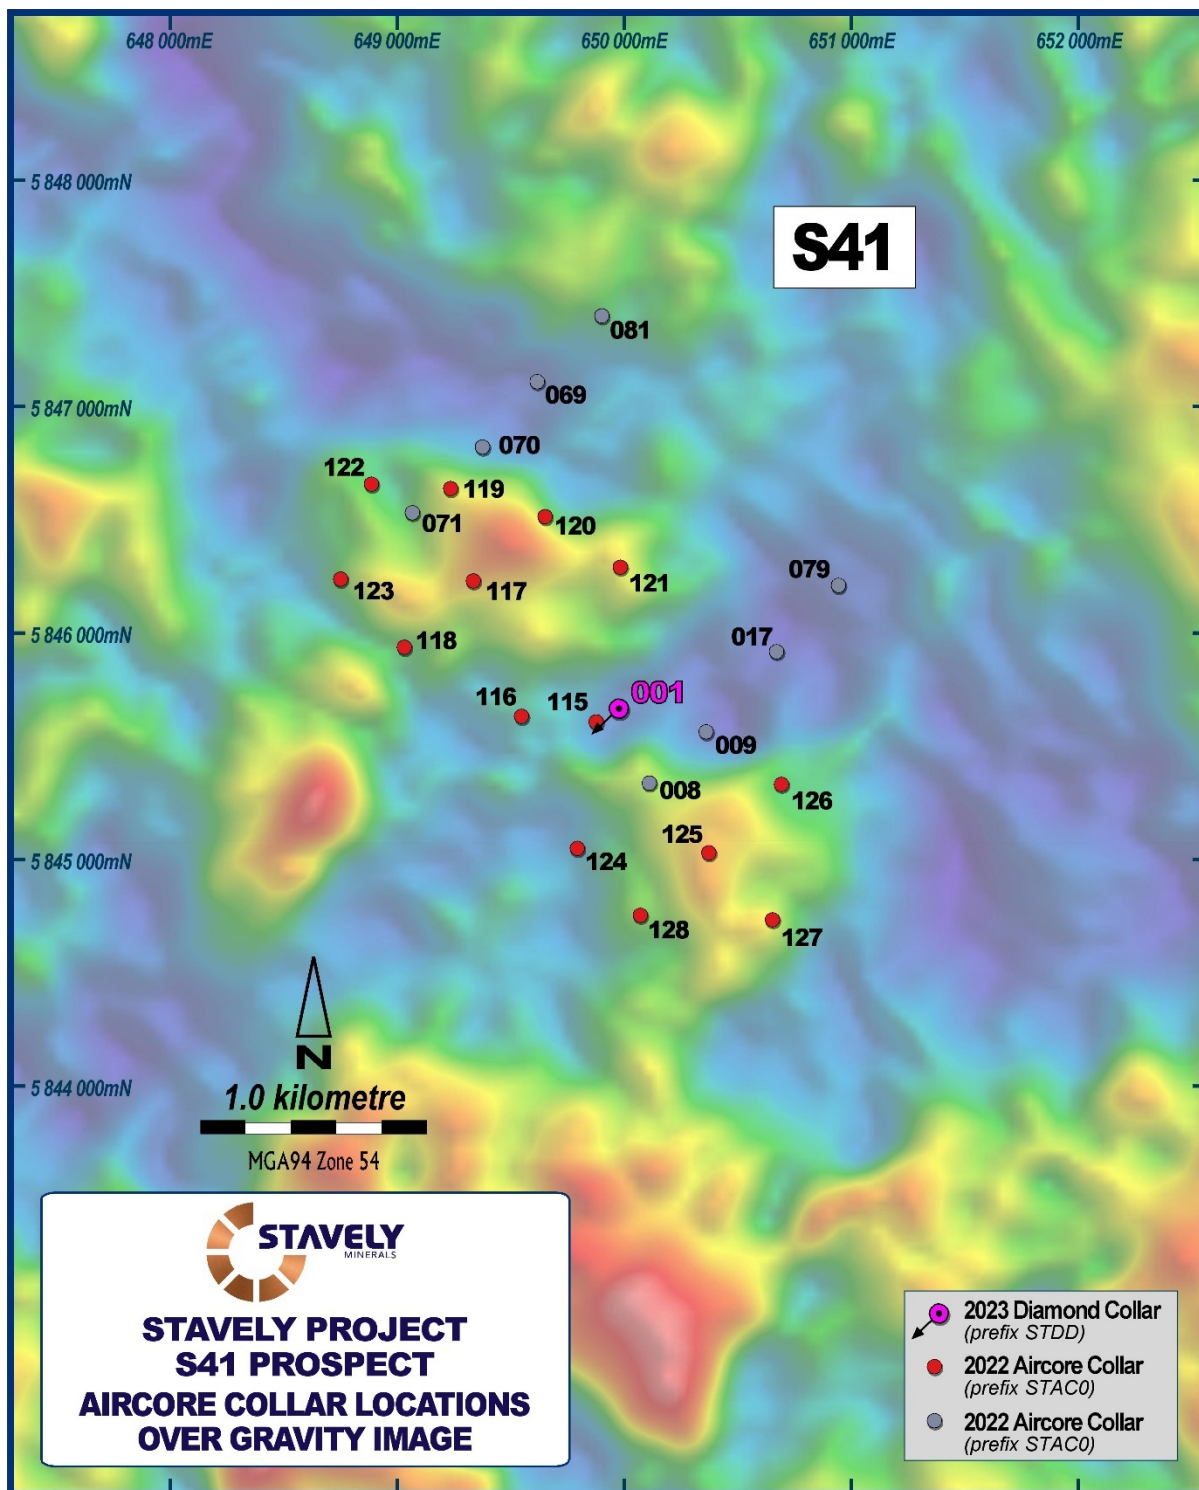 648 000mE
649 000mE
650 000mE
651 000mE
652 000mE
5 848 000mN
S41
081
069
5 847 000mN
070
122
119
071
120
079
121
123
117
5 846 000mN
118
017
001
116
115
009
008
126
125
124
5 845 000mN
128
127
N
5 844 000mN
1.0 kilometre
MGA94 Zone 54
STAVELY
MINERALS
STAVELY PROJECT
S41 PROSPECT
AIRCORE COLLAR LOCATIONS
OVER GRAVITY IMAGE
2023 Diamond Collar
(prefix STDD)
2022 Aircore Collar
(prefix STAC0)
2022 Aircore Collar
(prefix STAC0)